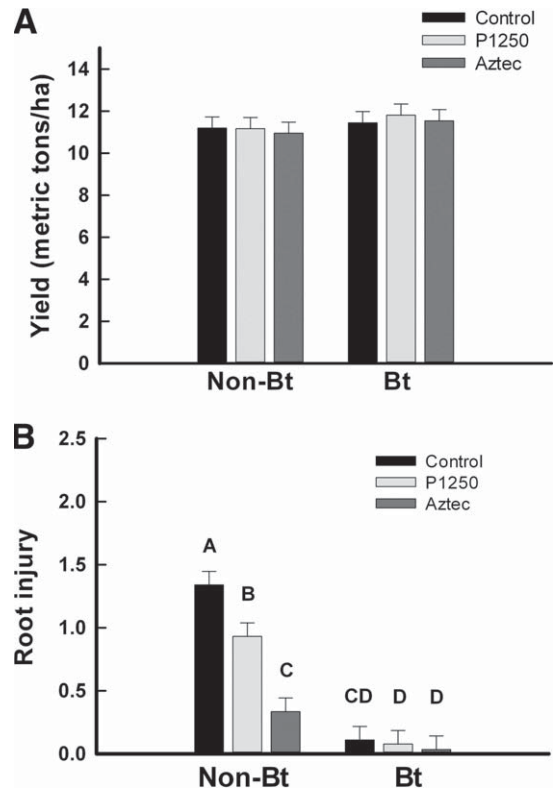 A
Control
P1250
Aztec
Yield (metric tons/ha)
14
12
10
8
6
4
2
0
Non-Bt Bt
B
Control
P1250
Aztec
Root injury
2.5
2.0
1.5
1.0
0.5
0.0
A
B
C
CD D D
Non-Bt Bt